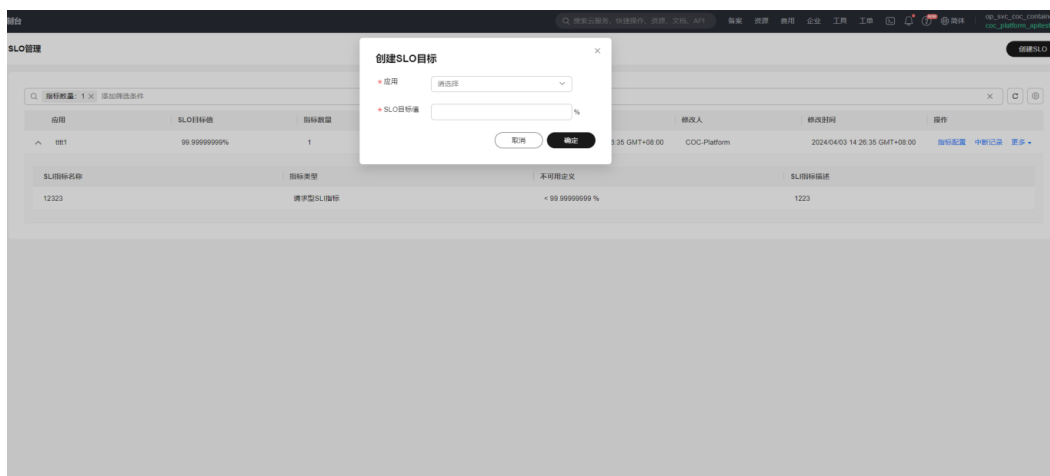 制台
搜索云服务、快捷操作、资源、文档、API
备案 资源 费用 企业 工具 工单 简体
op_svc_coc_contain
coc_platform_apitest
SLO管理
创建SLO
创建SLO目标
* 应用 请选择
* SLO目标值 %
取消 确定
指标数量: 1 × 添加筛选条件
应用 SLO目标值 指标数量 修改人 修改时间 操作
tttt1 99.99999999% 1 3:35 GMT+08:00 COC-Platform 2024/04/03 14:26:35 GMT+08:00 指标配置 中断记录 更多
SLI指标名称 指标类型 不可用定义 SLI指标描述
12323 请求型SLI指标 < 99.99999999 % 1223